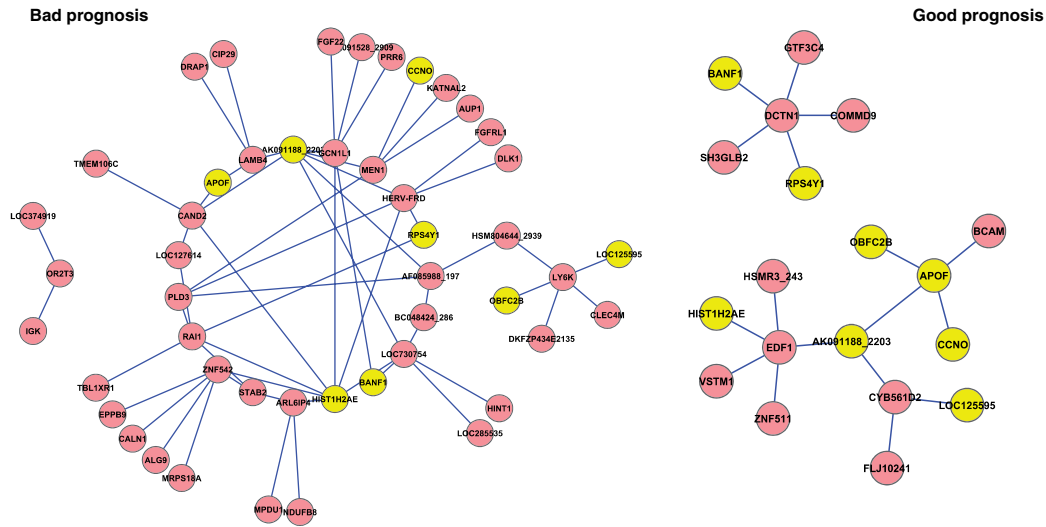 Bad prognosis
Good prognosis
FGF22
091528_2909
PRR6
CIP29
DRAP1
CCNO
KATNAL2
AUP1
FGFRL1
DLK1
AK091188_220
GCN1L1
LAMB4
MEN1
TMEM106C
APOF
HERV-FRD
CAND2
LOC374919
RPS4Y1
HSM804644_2939
LOC127614
LOC125595
OR2T3
AF085988_197
LY6K
PLD3
OBFC2B
IGK
BC048424_286
CLEC4M
RAI1
DKFZP434E2135
LOC730754
ZNF542
TBL1XR1
BANF1
STAB2
HIST1H2AE
ARL6IP4
EPPB9
HINT1
CALN1
LOC285535
ALG9
MRPS18A
MPDU1
NDUFB8
GTF3C4
BANF1
DCTN1
COMMD9
SH3GLB2
RPS4Y1
OBFC2B
BCAM
HSMR3_243
APOF
HIST1H2AE
EDF1
AK091188_2203
CCNO
VSTM1
CYB561D2
LOC125595
ZNF511
FLJ10241